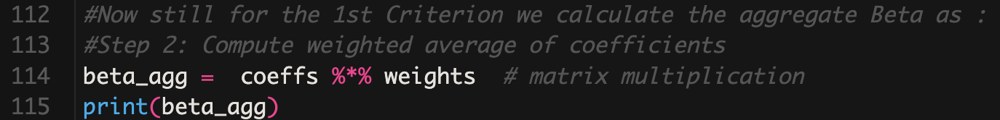 112 #Now still for the 1st Criterion we calculate the aggregate Beta as :
113 #Step 2: Compute weighted average of coefficients
114 beta_agg =  coeffs %*% weights  # matrix multiplication
115 print(beta_agg)